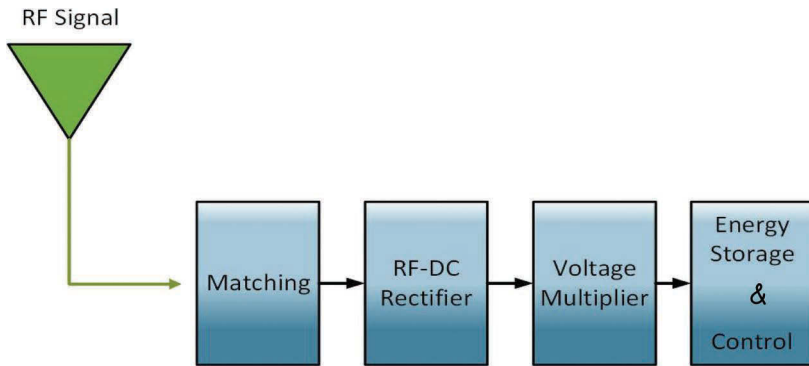 RF Signal
Matching
RF-DC
Rectifier
Voltage
Multiplier
Energy
Storage
&
Control